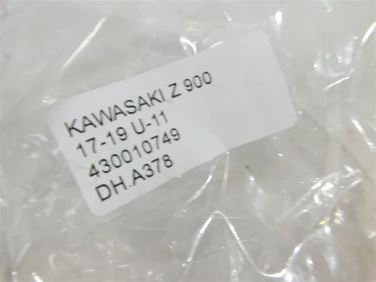 KAWASAKI Z 900
17-19 U-11
430010749
DH.A378